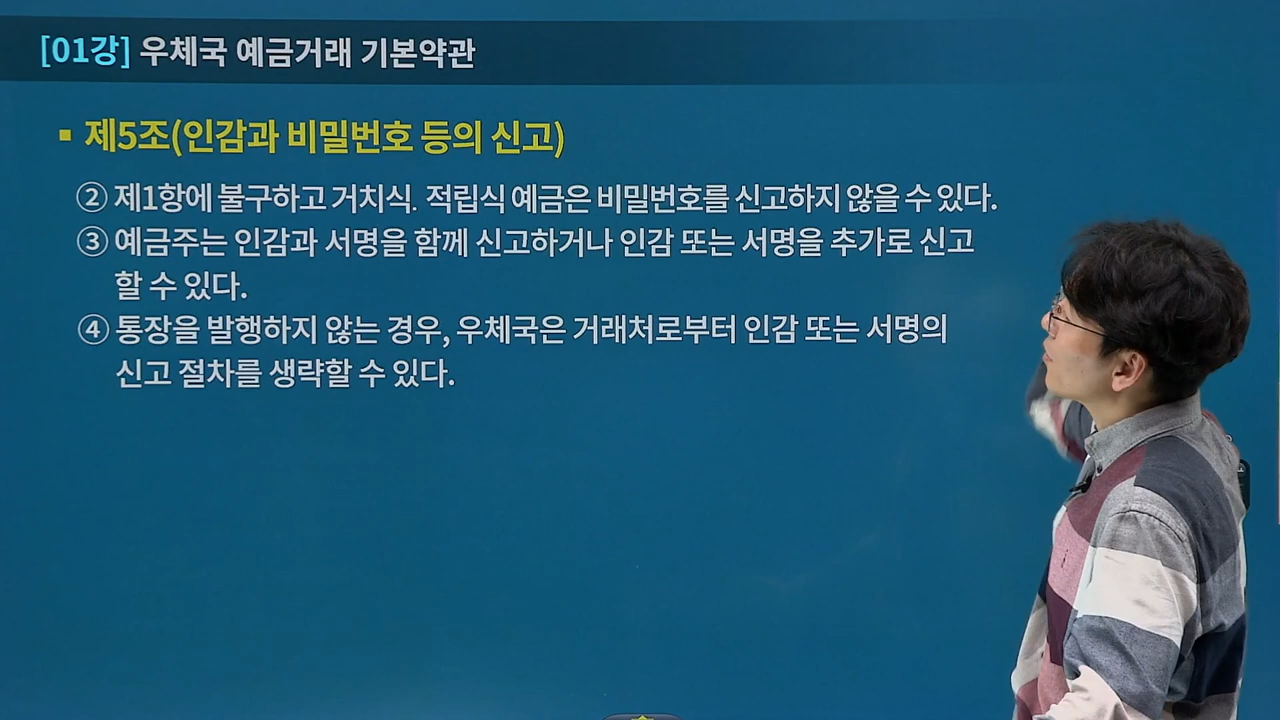 [01강] 우체국 예금거래 기본약관
▪ 제5조(인감과 비밀번호 등의 신고)
② 제1항에 불구하고 거치식. 적립식 예금은 비밀번호를 신고하지 않을 수 있다.
③ 예금주는 인감과 서명을 함께 신고하거나 인감 또는 서명을 추가로 신고
할 수 있다.
④ 통장을 발행하지 않는 경우, 우체국은 거래처로부터 인감 또는 서명의
신고 절차를 생략할 수 있다.